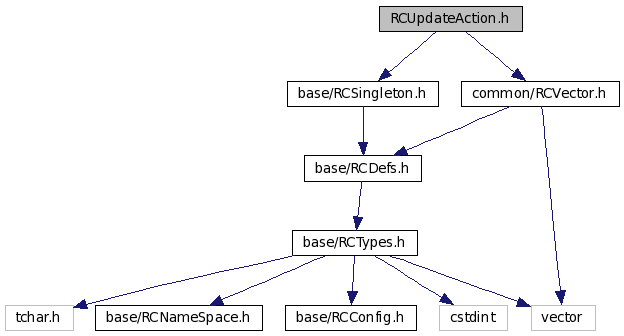 RCUpdateAction.h
base/RCSingleton.h
common/RCVector.h
base/RCDefs.h
base/RCTypes.h
tchar.h
base/RCNameSpace.h
base/RCConfig.h
cstdint
vector